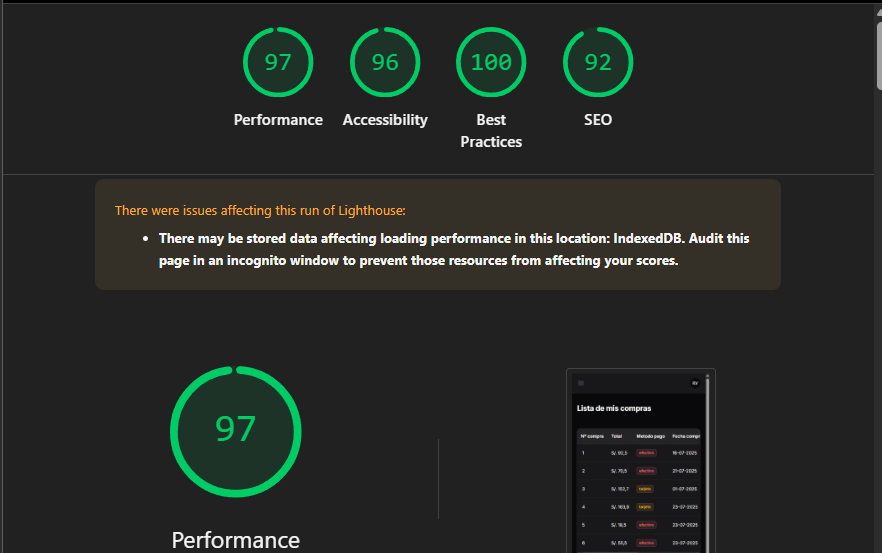 97 96 100 92
Performance Accessibility Best Practices SEO
There were issues affecting this run of Lighthouse:
• There may be stored data affecting loading performance in this location: IndexedDB. Audit this
page in an incognito window to prevent those resources from affecting your scores.
97
Performance
Lista de mis compras
N° compra Total Metodo pago Fecha compr
1 S/. 92,5 efectivo 16-07-2025
2 S/. 70,5 efectivo 21-07-2025
3 S/. 102,7 tarjeta 01-07-2025
4 S/. 103,9 tarjeta 23-07-2025
5 S/. 18,5 efectivo 23-07-2025
6 efectivo 23-07-2025